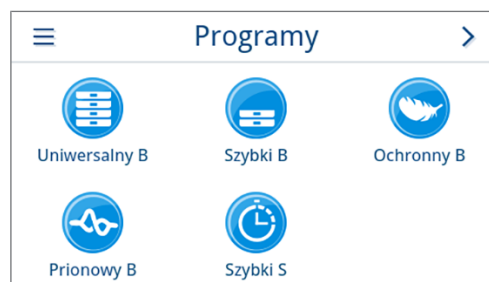 Programy
Uniwersalny B
Szybki B
Ochronny B
Prionowy B
Szybki S